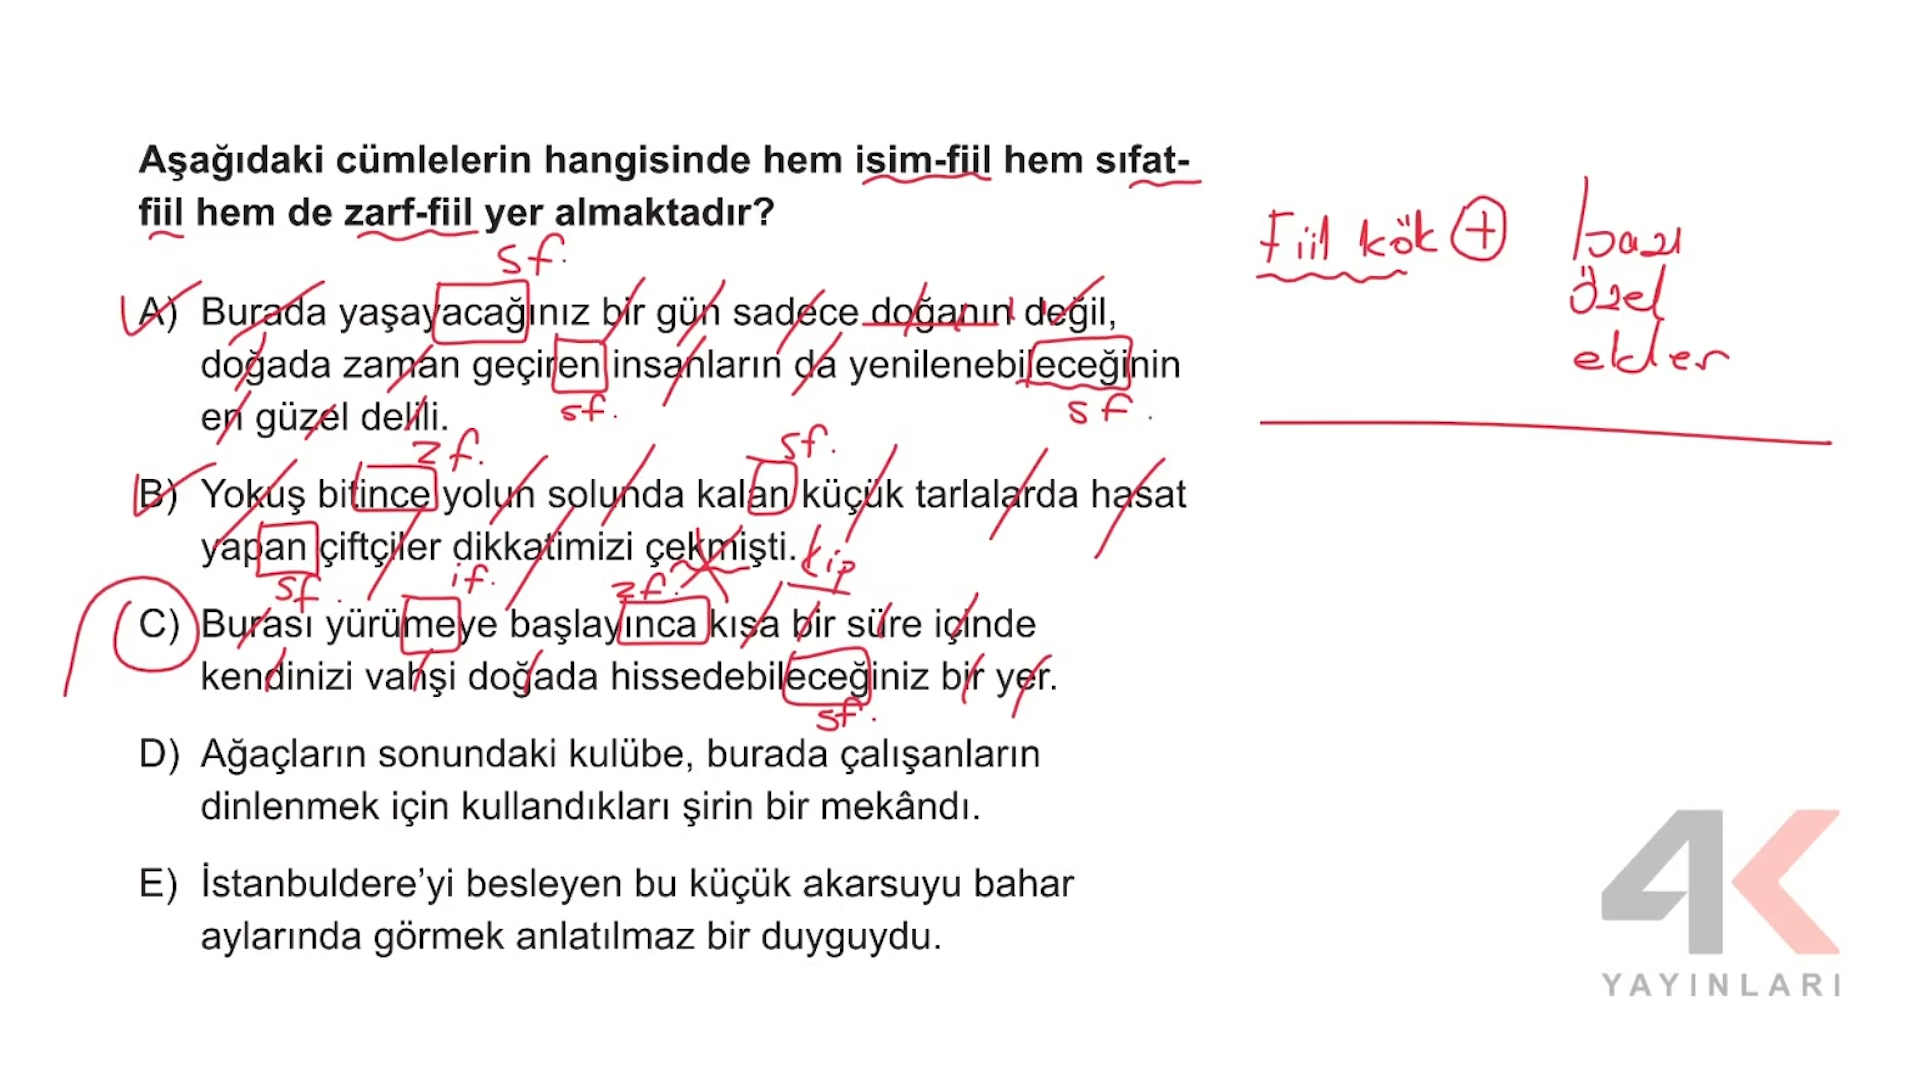 Aşağıdaki cümlelerin hangisinde hem isim-fiil hem sıfat-
fiil hem de zarf-fiil yer almaktadır?
sf.
A) Burada yaşayacağınız bir gün sadece doğanın değil,
doğada zaman geçiren insanların da yenilenebileceğinin
en güzel delili.
sf.
sf.
zf.
sf.
B) Yokuş bitince yolun solunda kalan küçük tarlalarda hasat
yapan çiftçiler dikkatimizi çekmişti.
kip
sf.
if.
zf.
C) Burası yürümeye başlayınca kısa bir süre içinde
kendinizi vahşi doğada hissedebileceğiniz bir yer.
sf.
D) Ağaçların sonundaki kulübe, burada çalışanların
dinlenmek için kullandıkları şirin bir mekândı.
E) İstanbuldere’yi besleyen bu küçük akarsuyu bahar
aylarında görmek anlatılmaz bir duyguydu.
Fiil kök +
bazı
özel
ekler
4K
YAYINLARI